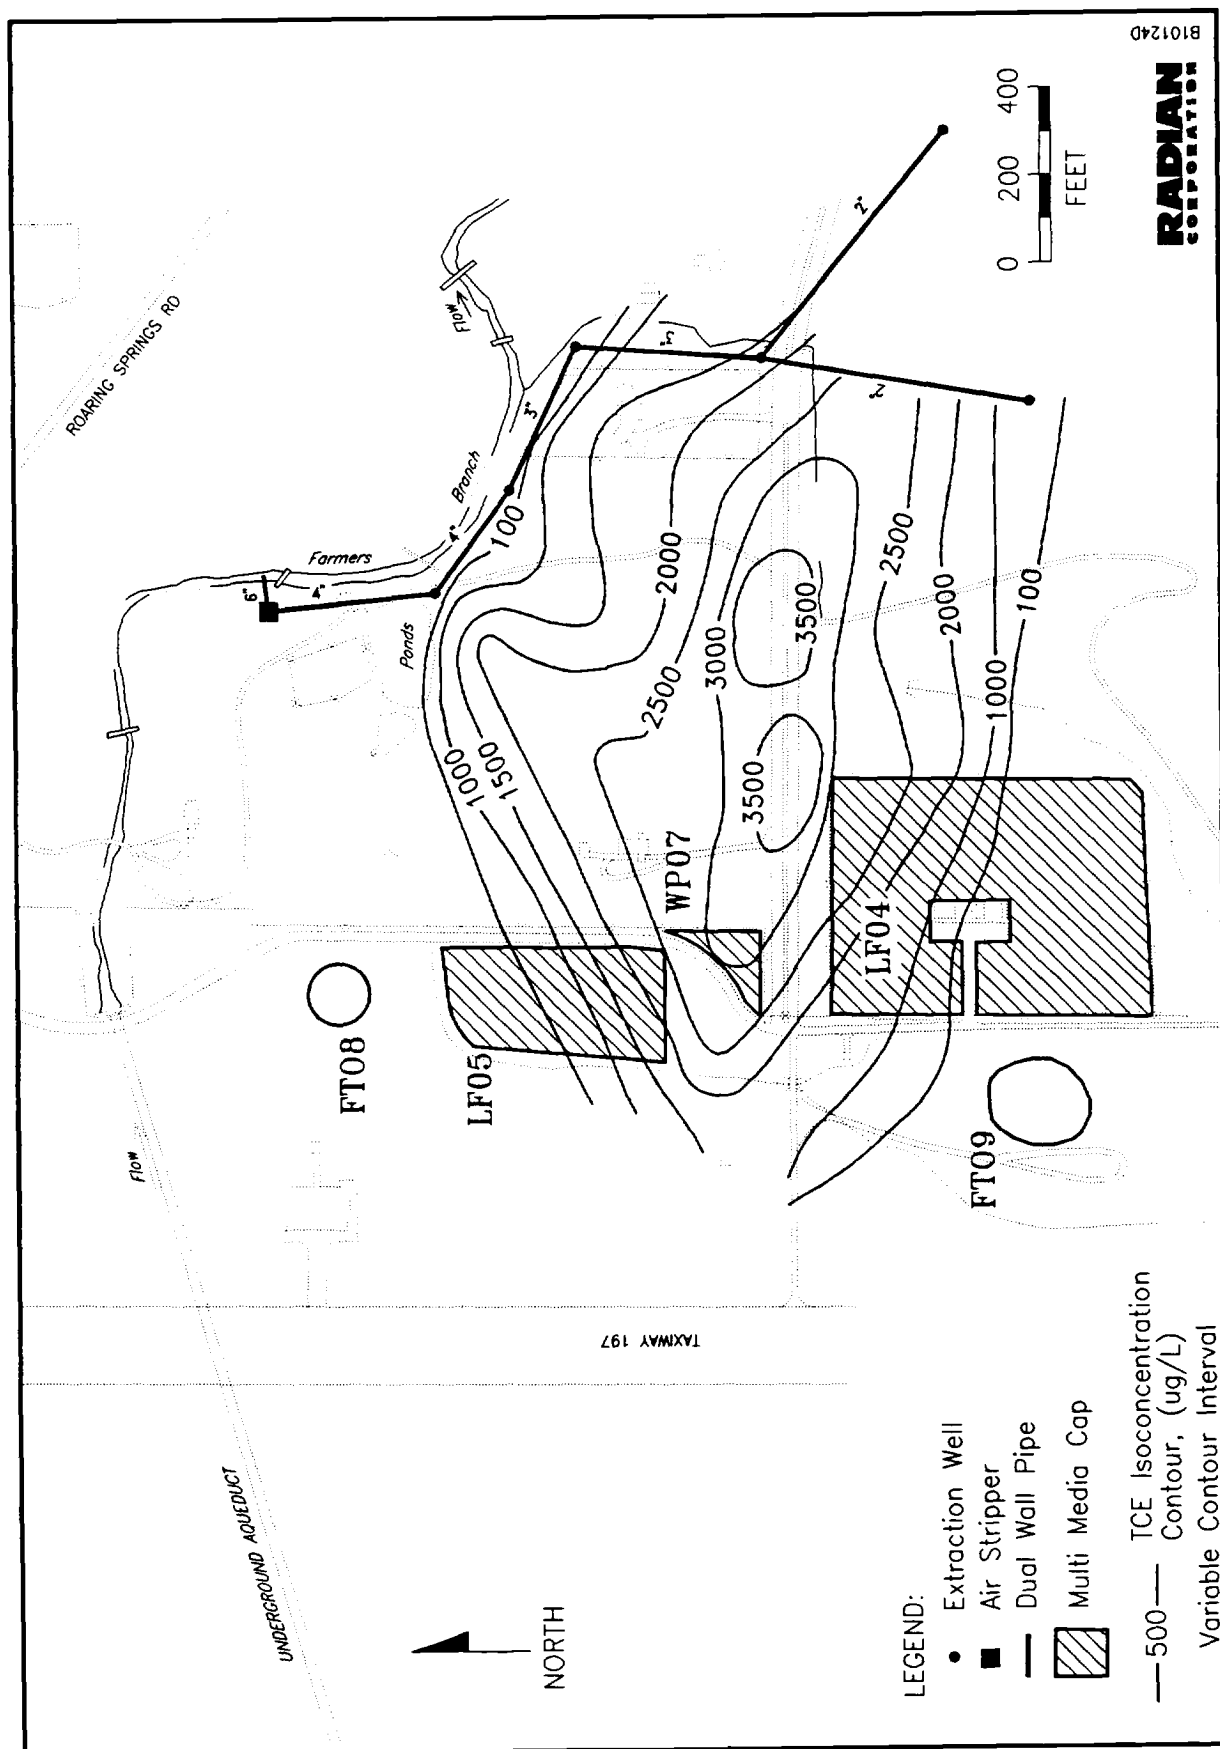 B10124D
ROARING SPRINGS RD
Flow
Branch
Farmers
Ponds
6"
4"
4"
3"
3"
2"
2"
100
2000
2500
3000
3500
3500
2500
2000
1000
100
1000
1500
WP07
LF04
LF05
FT08
FT09
Flow
UNDERGROUND AQUEDUCT
TAXIWAY 197
NORTH
0 200 400
FEET
RADIAN
CORPORATION
LEGEND:
Extraction Well
Air Stripper
Dual Wall Pipe
Multi Media Cap
500 TCE Isoconcentration
Contour, (ug/L)
Variable Contour Interval